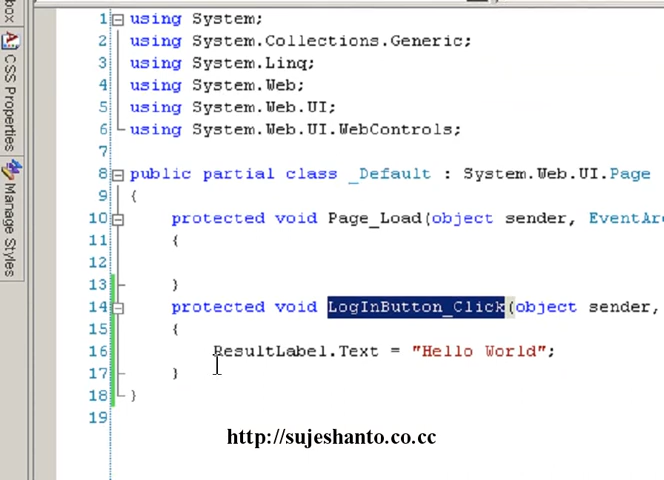 box
CSS Properties
Manage Styles
1 using System;
2 using System.Collections.Generic;
3 using System.Linq;
4 using System.Web;
5 using System.Web.UI;
6 using System.Web.UI.WebControls;
7
8 public partial class _Default : System.Web.UI.Page
9 {
10 protected void Page_Load(object sender, EventAr
11 {
12
13 }
14 protected void LogInButton_Click(object sender,
15 {
16 ResultLabel.Text = "Hello World";
17 }
18 }
19
http://sujeshanto.co.cc